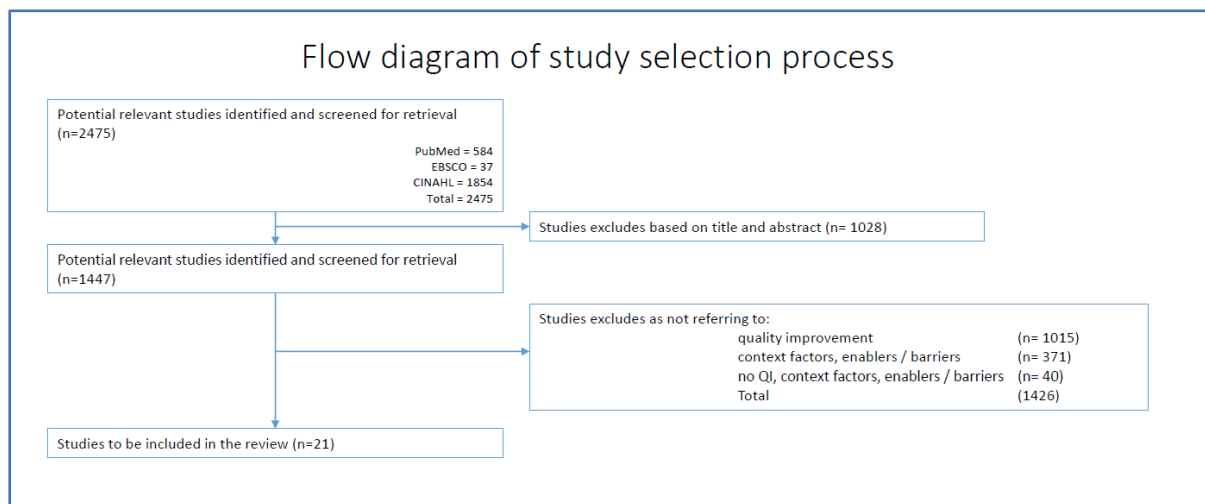 Flow diagram of study selection process
Potential relevant studies identified and screened for retrieval
(n=2475)
PubMed = 584
EBSCO = 37
CINAHL = 1854
Total = 2475
Studies excludes based on title and abstract (n= 1028)
Potential relevant studies identified and screened for retrieval
(n=1447)
Studies excludes as not referring to:
quality improvement (n= 1015)
context factors, enablers / barriers (n= 371)
no QI, context factors, enablers / barriers (n= 40)
Total (1426)
Studies to be included in the review (n=21)